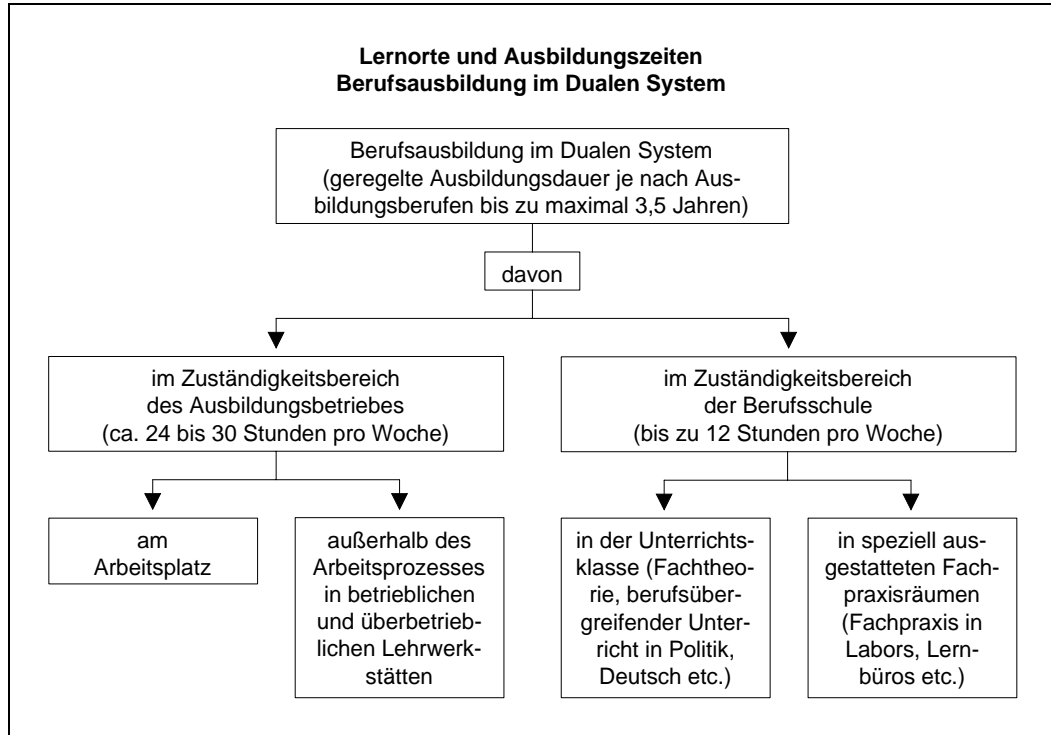 Lernorte und Ausbildungszeiten
Berufsausbildung im Dualen System
Berufsausbildung im Dualen System
(geregelte Ausbildungsdauer je nach Aus-
bildungsberufen bis zu maximal 3,5 Jahren)
davon
im Zuständigkeitsbereich
des Ausbildungsbetriebes
(ca. 24 bis 30 Stunden pro Woche)
im Zuständigkeitsbereich
der Berufsschule
(bis zu 12 Stunden pro Woche)
am
Arbeitsplatz
außerhalb des
Arbeitsprozesses
in betrieblichen
und überbetrieb-
lichen Lehrwerk-
stätten
in der Unterrichts-
klasse (Fachtheo-
rie, berufsüber-
greifender Unter-
richt in Politik,
Deutsch etc.)
in speziell aus-
gestatteten Fach-
praxisräumen
(Fachpraxis in
Labors, Lern-
büros etc.)